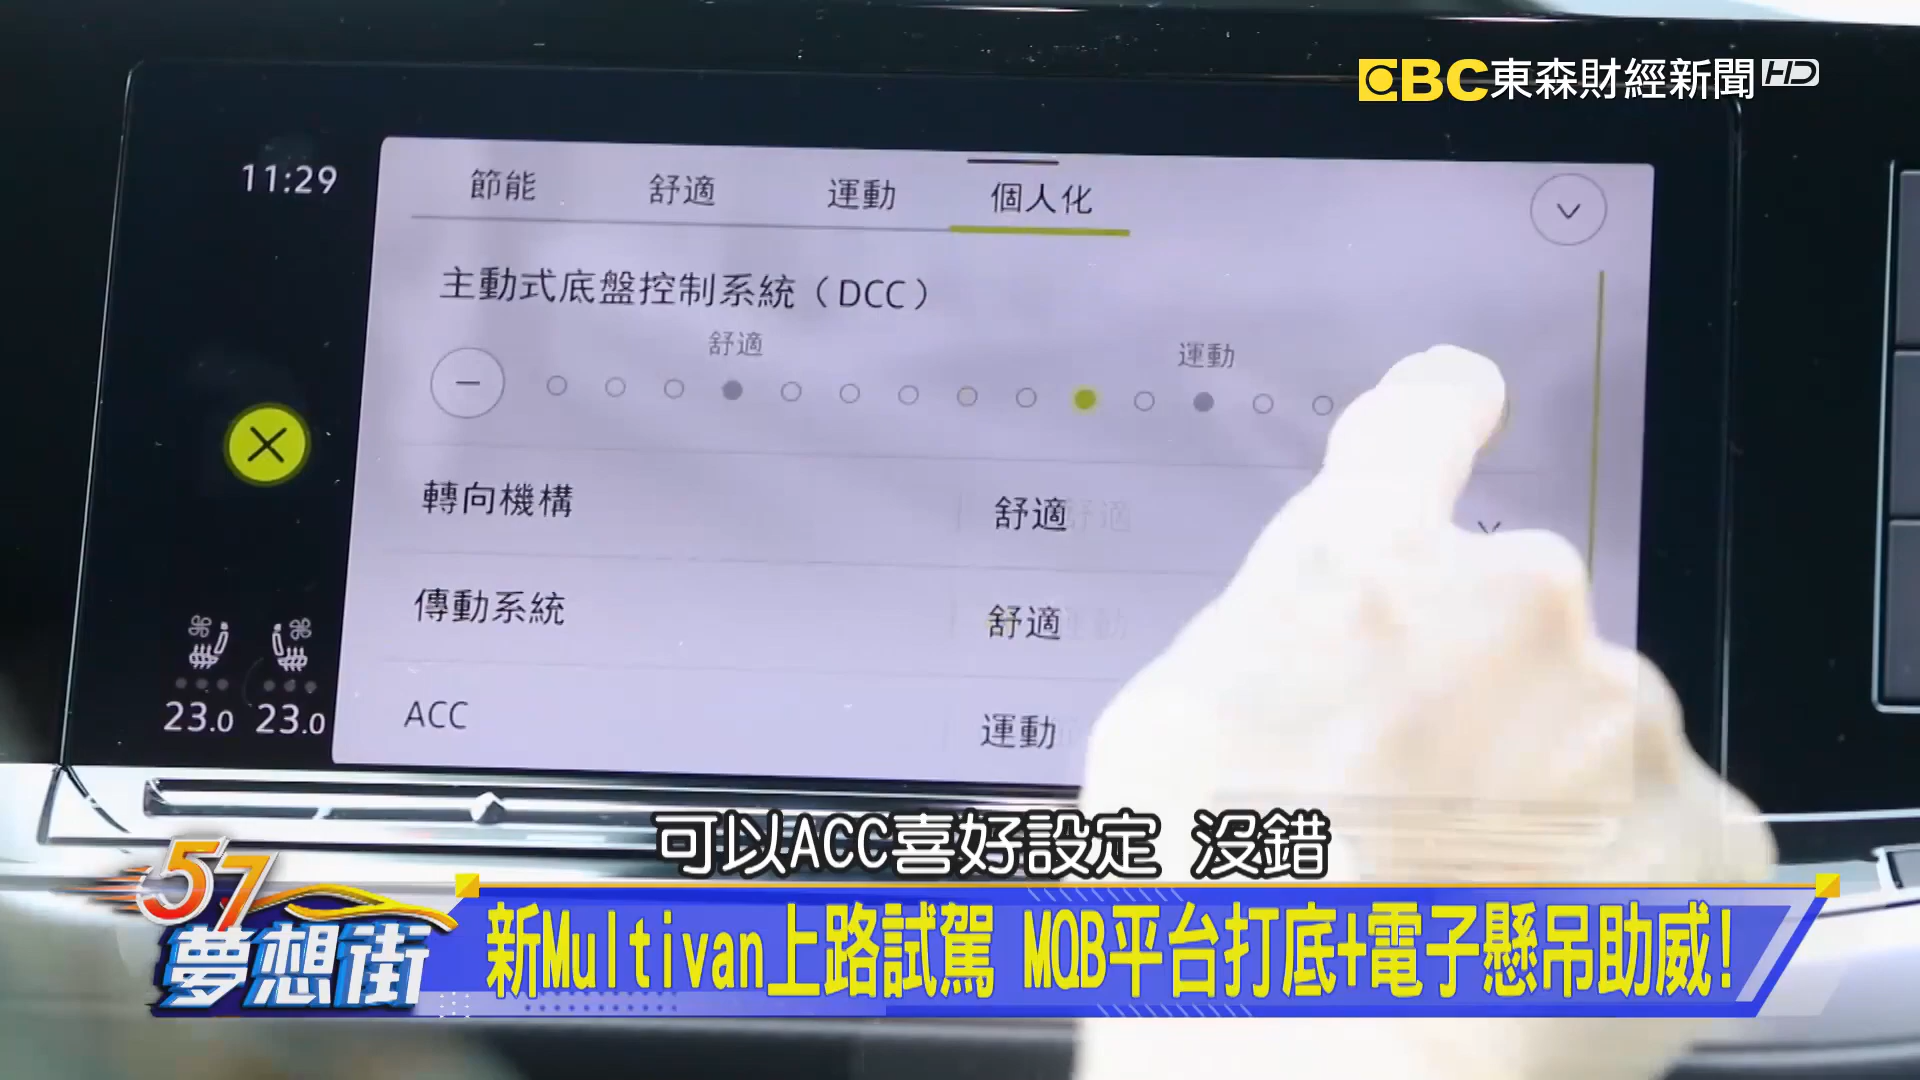 EBC東森財經新聞HD
11:29
節能 舒適 運動 個人化
主動式底盤控制系統（DCC）
舒適 運動
轉向機構 舒適
傳動系統 舒適
ACC 運動
23.0 23.0
可以ACC喜好設定 沒錯
57夢想街
新Multivan上路試駕 MQB平台打底+電子懸吊助威!